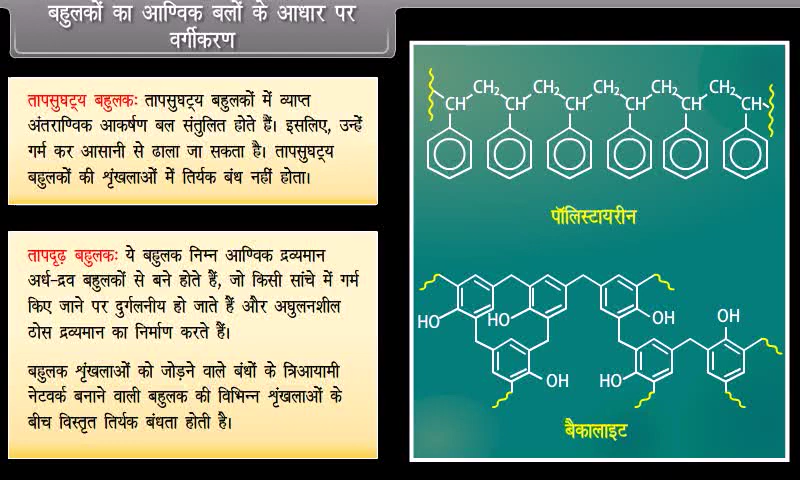 बहुलकों का आण्विक बलों के आधार पर
वर्गीकरण
तापसुघट्य बहुलकः तापसुघट्य बहुलकों में व्याप्त
अंतराण्विक आकर्षण बल संतुलित होते हैं। इसलिए, उन्हें
गर्म कर आसानी से ढाला जा सकता है। तापसुघट्य
बहुलकों की शृंखलाओं में तिर्यक बंध नहीं होता।
तापदृढ़ बहुलकः ये बहुलक निम्न आण्विक द्रव्यमान
अर्ध-द्रव बहुलकों से बने होते हैं, जो किसी सांचे में गर्म
किए जाने पर दुर्गलनीय हो जाते हैं और अघुलनशील
ठोस द्रव्यमान का निर्माण करते हैं।
बहुलक शृंखलाओं को जोड़ने वाले बंधों के त्रिआयामी
नेटवर्क बनाने वाली बहुलक की विभिन्न शृंखलाओं के
बीच विस्तृत तिर्यक बंधता होती है।
CH₂ CH₂ CH₂ CH₂ CH₂
CH CH CH CH CH CH
पॉलिस्टायरीन
HO HO OH OH
OH HO
बैकालाइट